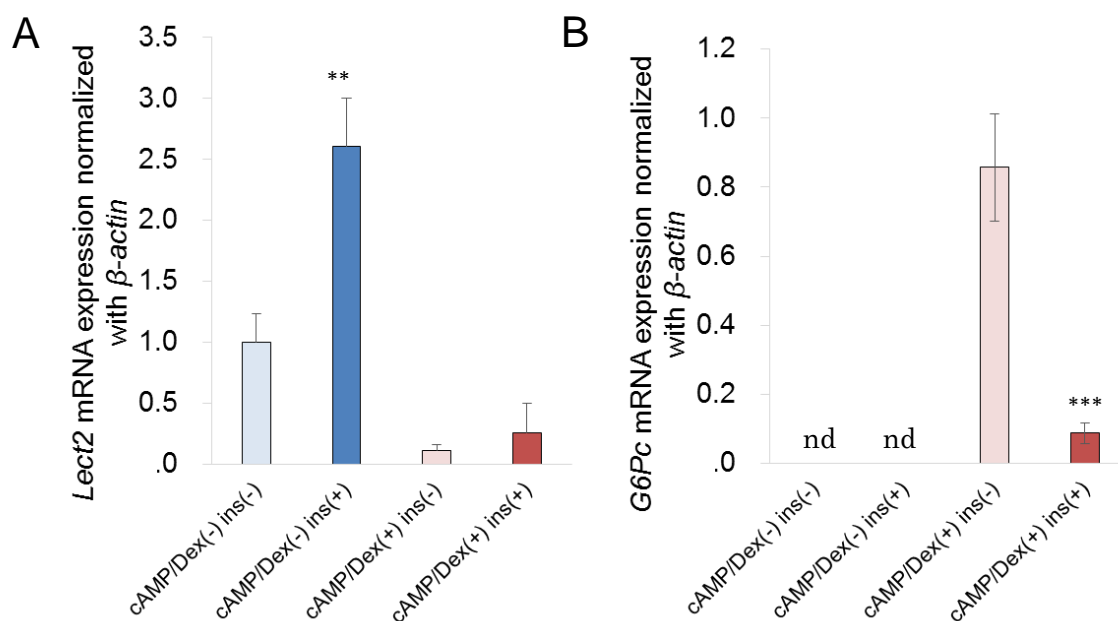 A
Lect2 mRNA expression normalized
with β-actin
3.5
3.0
2.5
2.0
1.5
1.0
0.5
.0
**
cAMP/Dex(-) ins(-)
cAMP/Dex(-) ins(+)
cAMP/Dex(+) ins(-)
cAMP/Dex(+) ins(+)
B
G6Pc mRNA expression normalized
with β-actin
1.2
1.0
0.8
0.6
0.4
0.2
.0
nd
nd
***
cAMP/Dex(-) ins(-)
cAMP/Dex(-) ins(+)
cAMP/Dex(+) ins(-)
cAMP/Dex(+) ins(+)